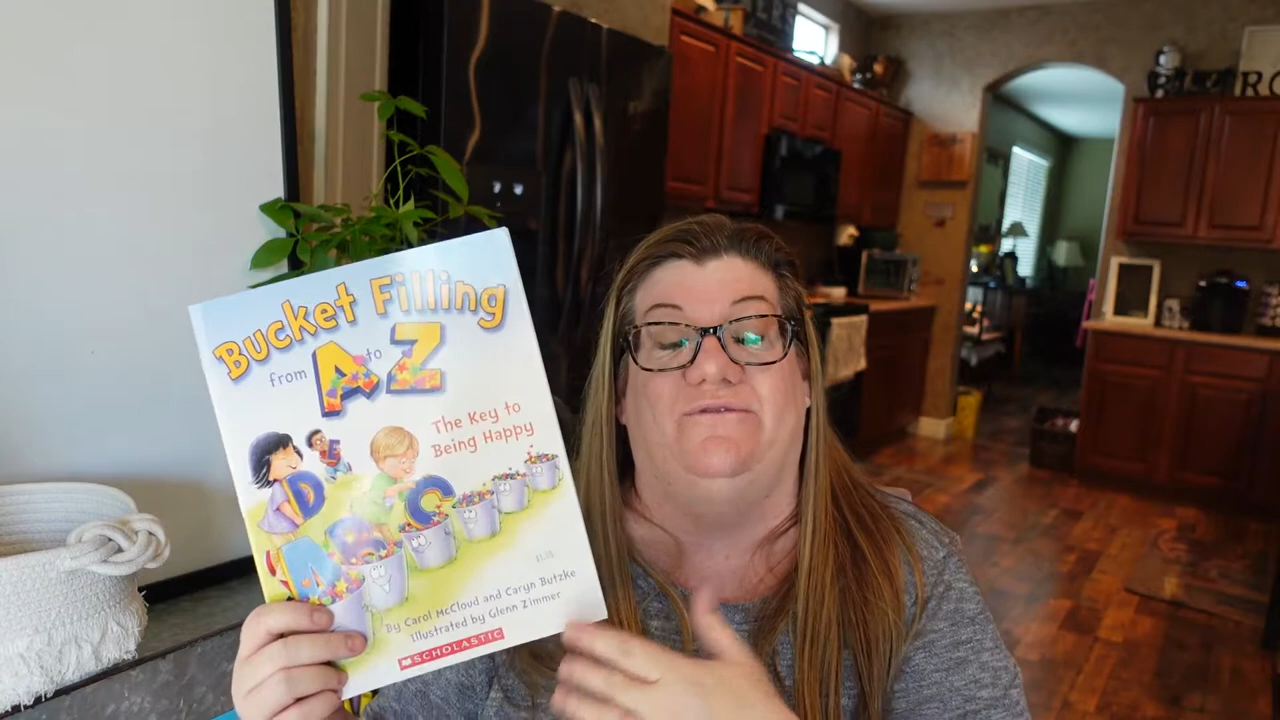 Bucket Filling
from A to Z
The Key to
Being Happy
E
D
C
B
A
By Carol McCloud and Caryn Butzke
Illustrated by Glenn Zimmer
SCHOLASTIC
RO